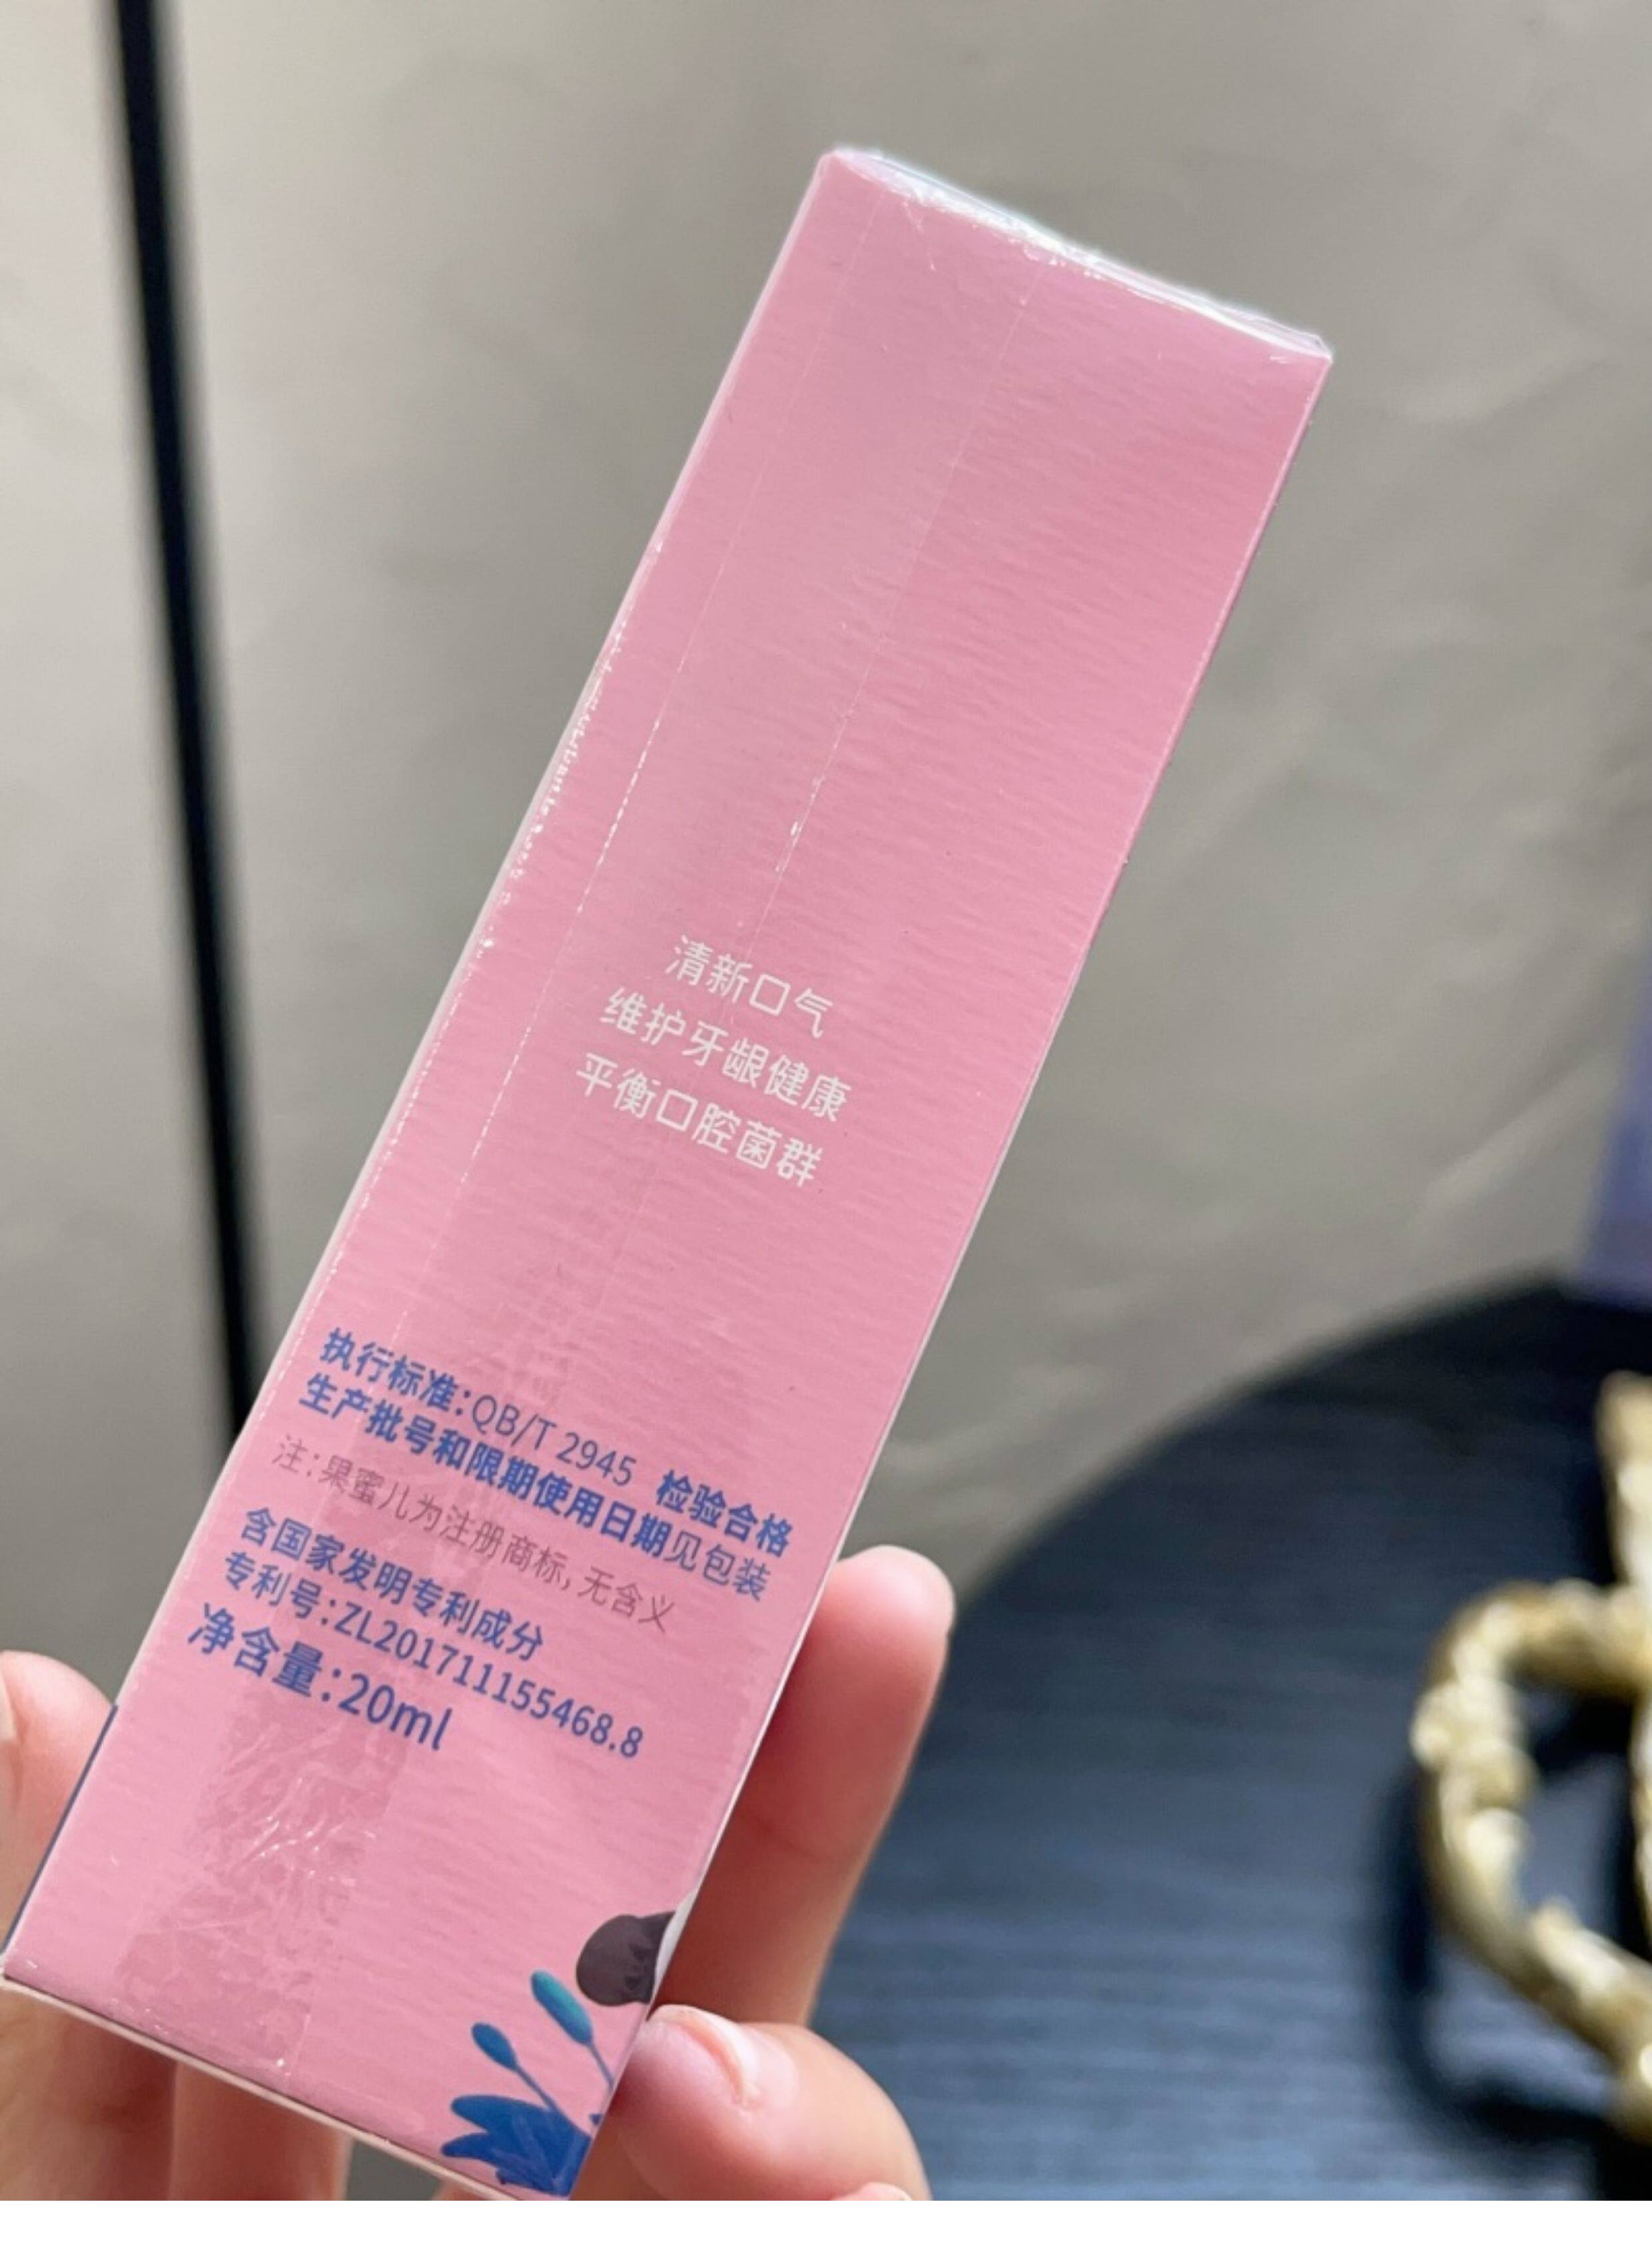 清新口气
维护牙龈健康
平衡口腔菌群
执行标准:QB/T 2945 检验合格
生产批号和限期使用日期见包装
注:果蜜儿为注册商标,无含义
含国家发明专利成分
专利号:ZL201711155468.8
净含量:20ml